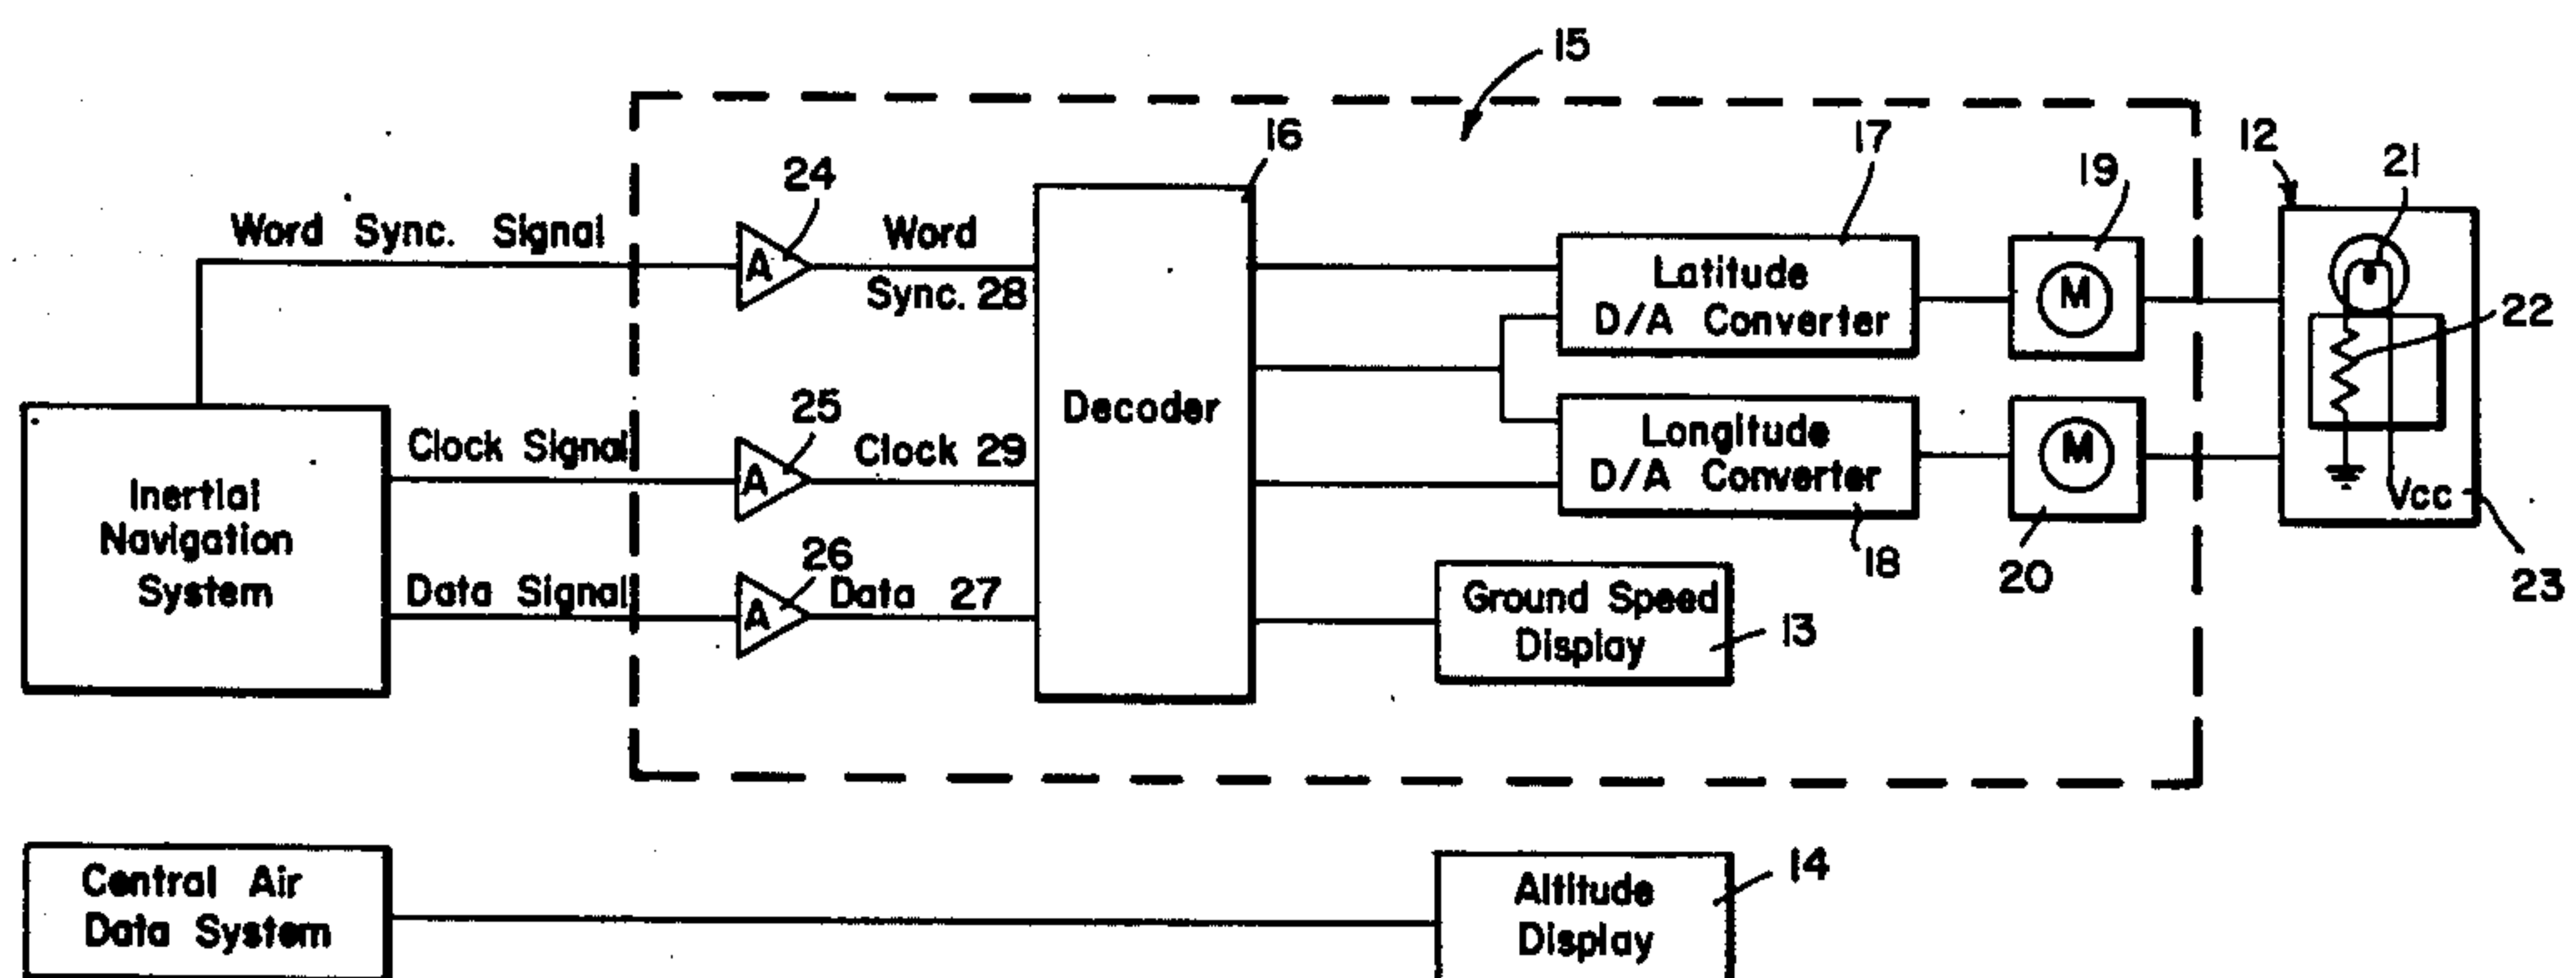 15
16
17
12
21
24
19
Word Sync. Signal
A
Word
Sync. 28
Latitude
D/A Converter
M
22
Decoder
25
Clock Signal
A
Clock 29
Longitude
D/A Converter
M
Vcc
Inertial
Navigation
System
26
18
20
23
Data Signal
A
Data 27
Ground Speed
Display
13
Central Air
Data System
Altitude
Display
14